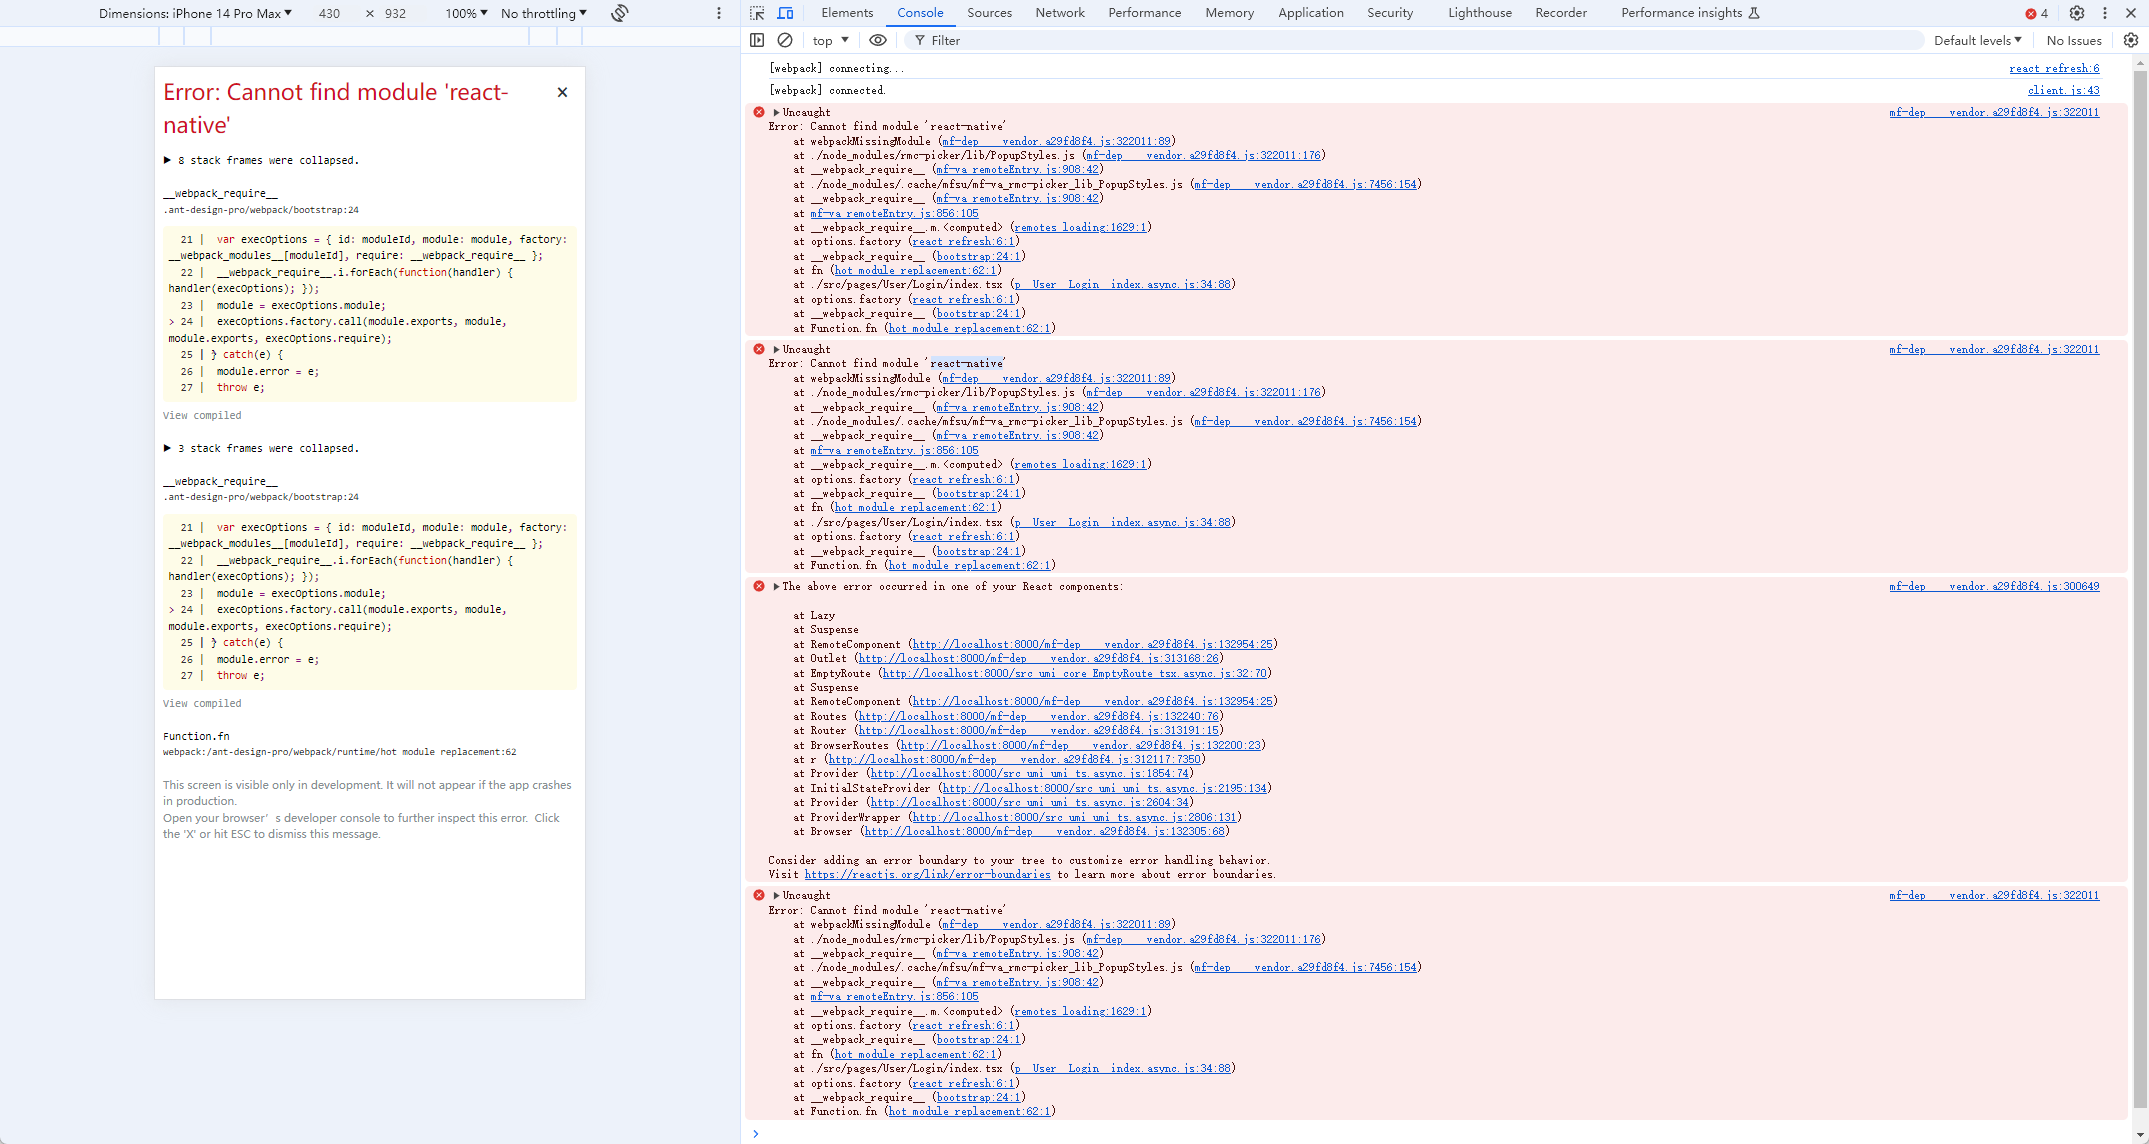 Dimensions: iPhone 14 Pro Max ▼ 430 × 932 100% ▼ No throttling ▼
Error: Cannot find module 'react-
native'
×
▶ 8 stack frames were collapsed.
__webpack_require__
.ant-design-pro/webpack/bootstrap:24
21 | var execOptions = { id: moduleId, module: module, factory:
__webpack_modules__[moduleId], require: __webpack_require__ };
22 | __webpack_require__.i.forEach(function(handler) {
handler(execOptions); });
23 | module = execOptions.module;
> 24 | execOptions.factory.call(module.exports, module,
module.exports, execOptions.require);
25 | } catch(e) {
26 | module.error = e;
27 | throw e;
View compiled
▶ 3 stack frames were collapsed.
__webpack_require__
.ant-design-pro/webpack/bootstrap:24
21 | var execOptions = { id: moduleId, module: module, factory:
__webpack_modules__[moduleId], require: __webpack_require__ };
22 | __webpack_require__.i.forEach(function(handler) {
handler(execOptions); });
23 | module = execOptions.module;
> 24 | execOptions.factory.call(module.exports, module,
module.exports, execOptions.require);
25 | } catch(e) {
26 | module.error = e;
27 | throw e;
View compiled
Function.fn
webpack:/ant-design-pro/webpack/runtime/hot module replacement:62
This screen is visible only in development. It will not appear if the app crashes
in production.
Open your browser’s developer console to further inspect this error. Click
the 'X' or hit ESC to dismiss this message.
Elements Console Sources Network Performance Memory Application Security Lighthouse Recorder Performance insights 4
top ▼ Filter Default levels ▼ No Issues
[webpack] connecting... react refresh:6
[webpack] connected. client.js:43
▶Uncaught mf-dep____vendor.a29fd8f4.js:322011
Error: Cannot find module 'react-native'
at webpackMissingModule (mf-dep____vendor.a29fd8f4.js:322011:89)
at ./node_modules/rmc-picker/lib/PopupStyles.js (mf-dep____vendor.a29fd8f4.js:322011:176)
at __webpack_require__ (mf-va_remoteEntry.js:908:42)
at ./node_modules/.cache/mfsu/mf-va_rmc-picker_lib_PopupStyles.js (mf-dep____vendor.a29fd8f4.js:7456:154)
at __webpack_require__ (mf-va_remoteEntry.js:908:42)
at mf-va_remoteEntry.js:856:105
at __webpack_require__.m.<computed> (remotes loading:1629:1)
at options.factory (react refresh:6:1)
at __webpack_require__ (bootstrap:24:1)
at fn (hot module replacement:62:1)
at ./src/pages/User/Login/index.tsx (p__User__Login__index.async.js:34:88)
at options.factory (react refresh:6:1)
at __webpack_require__ (bootstrap:24:1)
at Function.fn (hot module replacement:62:1)
▶Uncaught mf-dep____vendor.a29fd8f4.js:322011
Error: Cannot find module 'react-native'
at webpackMissingModule (mf-dep____vendor.a29fd8f4.js:322011:89)
at ./node_modules/rmc-picker/lib/PopupStyles.js (mf-dep____vendor.a29fd8f4.js:322011:176)
at __webpack_require__ (mf-va_remoteEntry.js:908:42)
at ./node_modules/.cache/mfsu/mf-va_rmc-picker_lib_PopupStyles.js (mf-dep____vendor.a29fd8f4.js:7456:154)
at __webpack_require__ (mf-va_remoteEntry.js:908:42)
at mf-va_remoteEntry.js:856:105
at __webpack_require__.m.<computed> (remotes loading:1629:1)
at options.factory (react refresh:6:1)
at __webpack_require__ (bootstrap:24:1)
at fn (hot module replacement:62:1)
at ./src/pages/User/Login/index.tsx (p__User__Login__index.async.js:34:88)
at options.factory (react refresh:6:1)
at __webpack_require__ (bootstrap:24:1)
at Function.fn (hot module replacement:62:1)
▶The above error occurred in one of your React components: mf-dep____vendor.a29fd8f4.js:300649
at Lazy
at Suspense
at RemoteComponent (http://localhost:8000/mf-dep____vendor.a29fd8f4.js:132954:25)
at Outlet (http://localhost:8000/mf-dep____vendor.a29fd8f4.js:313168:26)
at EmptyRoute (http://localhost:8000/src_umi_core_EmptyRoute_tsx.async.js:32:70)
at Suspense
at RemoteComponent (http://localhost:8000/mf-dep____vendor.a29fd8f4.js:132954:25)
at Routes (http://localhost:8000/mf-dep____vendor.a29fd8f4.js:132240:76)
at Router (http://localhost:8000/mf-dep____vendor.a29fd8f4.js:313191:15)
at BrowserRoutes (http://localhost:8000/mf-dep____vendor.a29fd8f4.js:132200:23)
at r (http://localhost:8000/mf-dep____vendor.a29fd8f4.js:312117:7350)
at Provider (http://localhost:8000/src_umi_umi_ts.async.js:1854:74)
at InitialStateProvider (http://localhost:8000/src_umi_umi_ts.async.js:2195:134)
at Provider (http://localhost:8000/src_umi_umi_ts.async.js:2604:34)
at ProviderWrapper (http://localhost:8000/src_umi_umi_ts.async.js:2806:131)
at Browser (http://localhost:8000/mf-dep____vendor.a29fd8f4.js:132305:68)
Consider adding an error boundary to your tree to customize error handling behavior.
Visit https://reactjs.org/link/error-boundaries to learn more about error boundaries.
▶Uncaught mf-dep____vendor.a29fd8f4.js:322011
Error: Cannot find module 'react-native'
at webpackMissingModule (mf-dep____vendor.a29fd8f4.js:322011:89)
at ./node_modules/rmc-picker/lib/PopupStyles.js (mf-dep____vendor.a29fd8f4.js:322011:176)
at __webpack_require__ (mf-va_remoteEntry.js:908:42)
at ./node_modules/.cache/mfsu/mf-va_rmc-picker_lib_PopupStyles.js (mf-dep____vendor.a29fd8f4.js:7456:154)
at __webpack_require__ (mf-va_remoteEntry.js:908:42)
at mf-va_remoteEntry.js:856:105
at __webpack_require__.m.<computed> (remotes loading:1629:1)
at options.factory (react refresh:6:1)
at __webpack_require__ (bootstrap:24:1)
at fn (hot module replacement:62:1)
at ./src/pages/User/Login/index.tsx (p__User__Login__index.async.js:34:88)
at options.factory (react refresh:6:1)
at __webpack_require__ (bootstrap:24:1)
at Function.fn (hot module replacement:62:1)